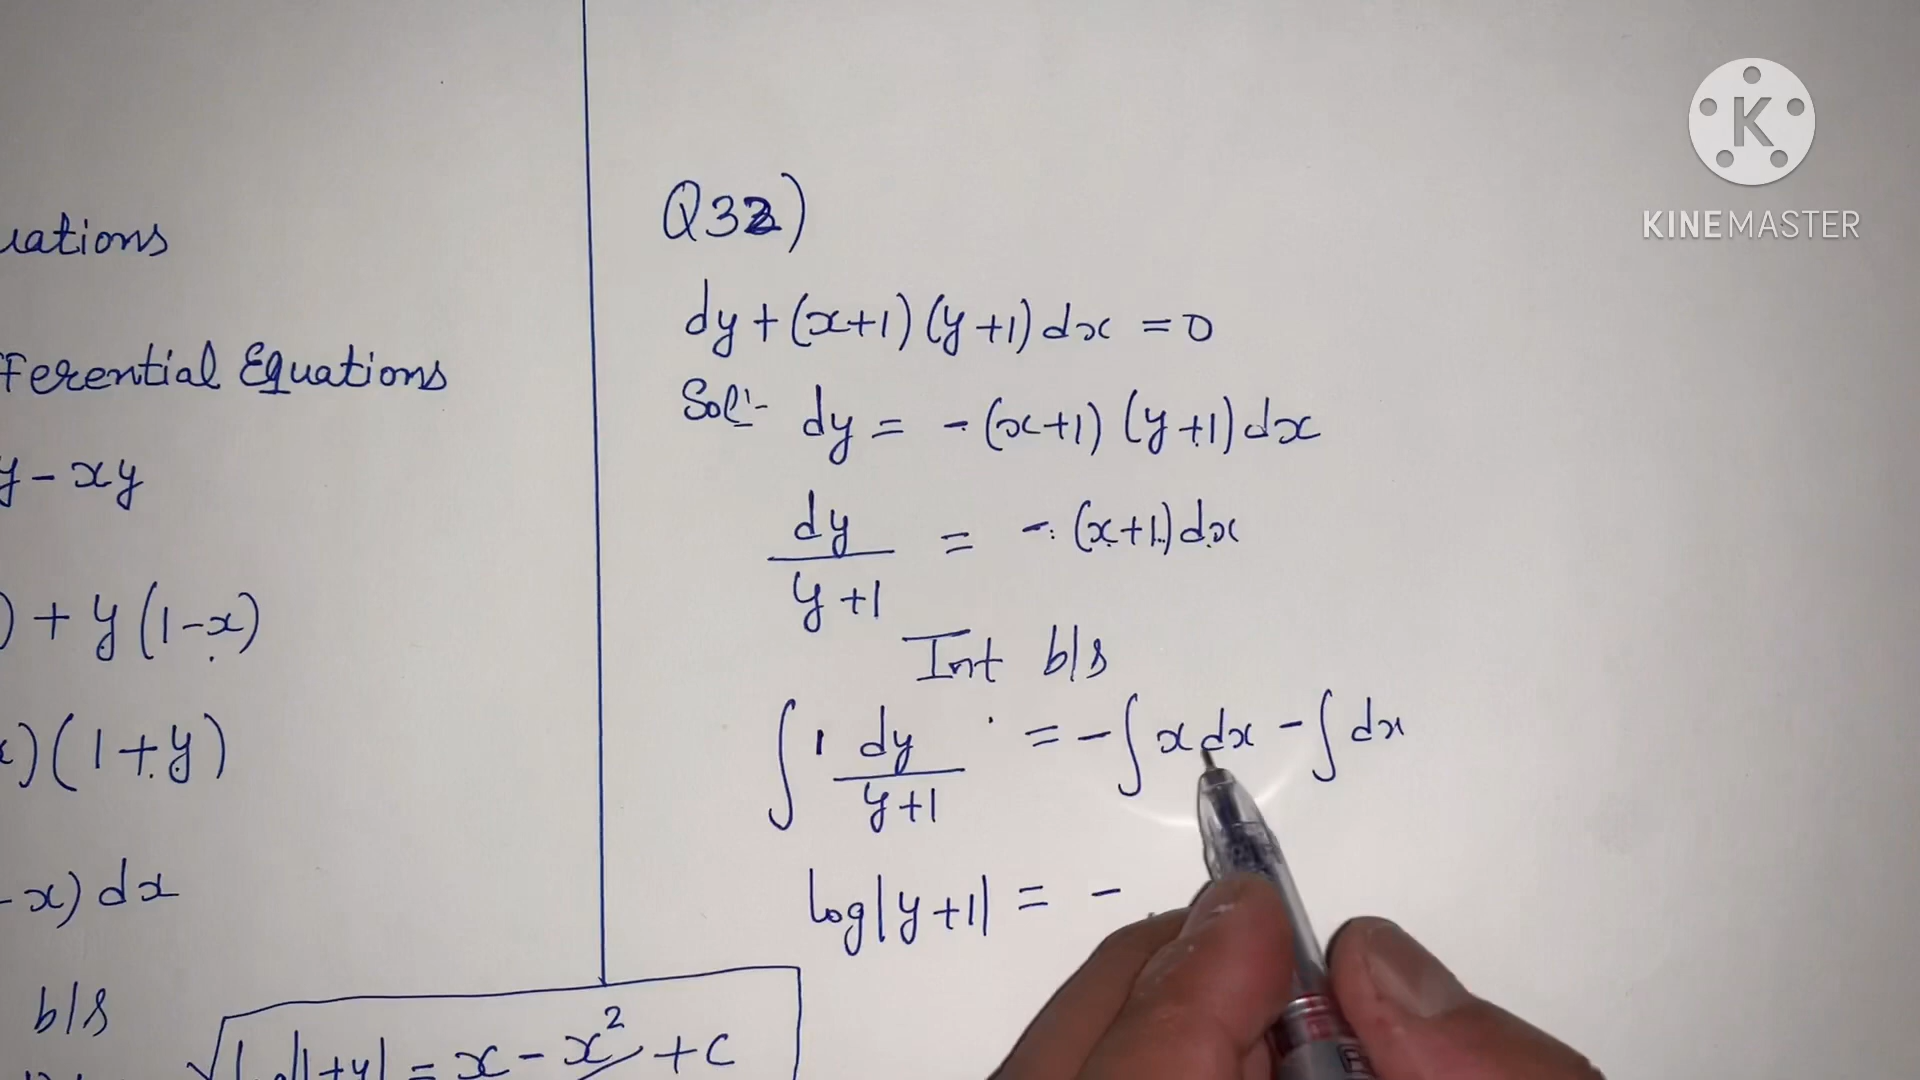 uations
fferential Equations
y - xy
) + y (1-x)
x) (1+y)
-x) dx
b/s
log|1+y| = x - x² + c
Q32)
dy + (x+1) (y+1) dx = 0
Sol:- dy = - (x+1) (y+1) dx
dy/y+1 = - (x+1) dx
Int b/s
∫ 1 dy/y+1 = - ∫ x dx - ∫ dx
log|y+1| = -
K
KINEMASTER